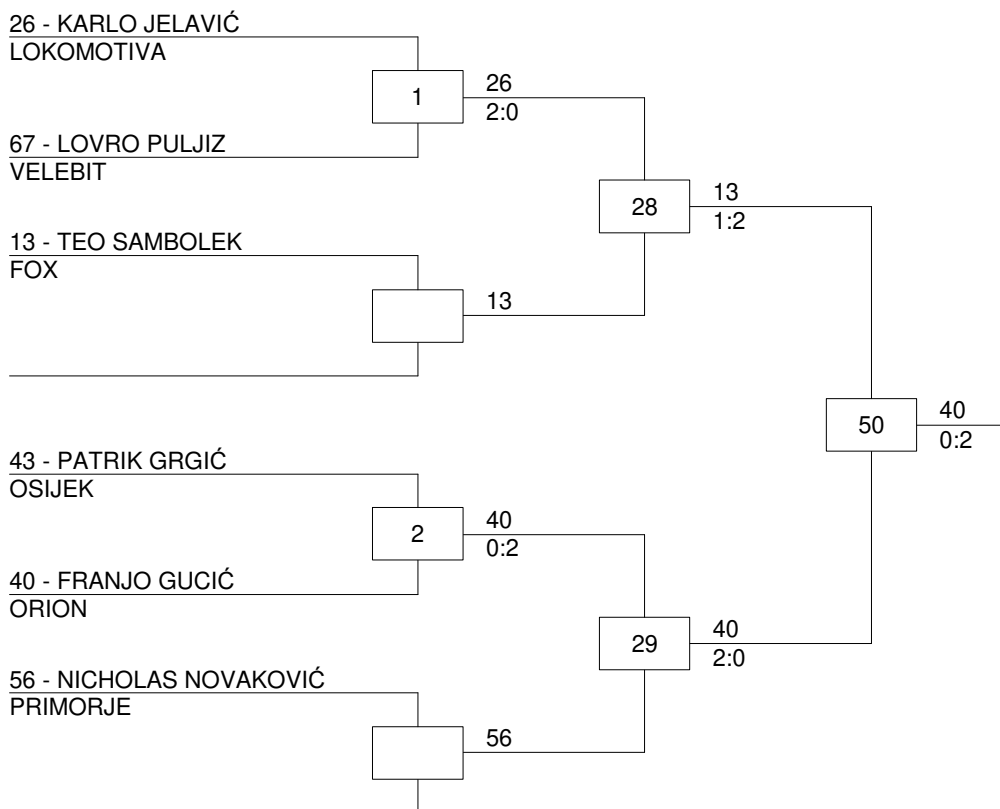 26 - KARLO JELAVIĆ
LOKOMOTIVA
1
26
2:0
67 - LOVRO PULJIZ
VELEBIT
28
13
1:2
13 - TEO SAMBOLEK
FOX
13
50
40
0:2
43 - PATRIK GRGIĆ
OSIJEK
2
40
0:2
40 - FRANJO GUCIĆ
ORION
29
40
2:0
56 - NICHOLAS NOVAKOVIĆ
PRIMORJE
56